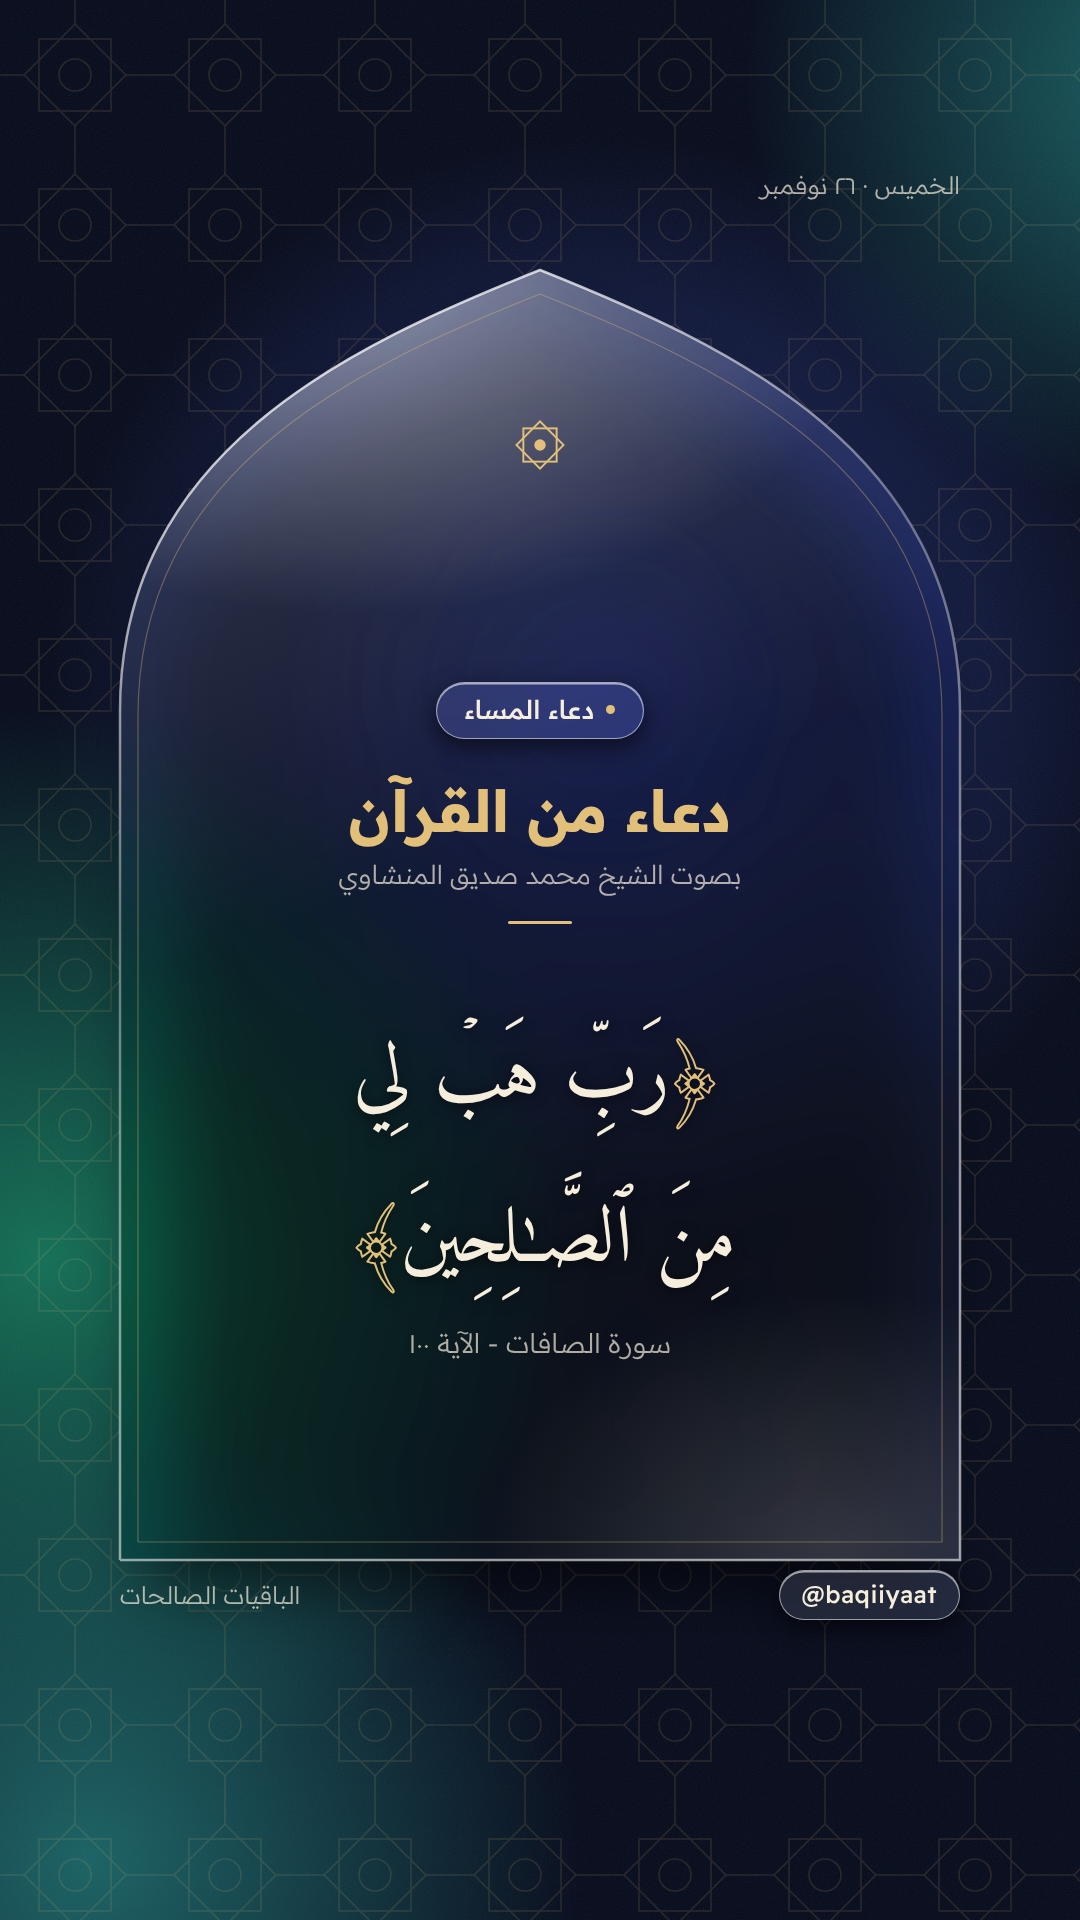 الخميس · ٢٦ نوفمبر
دعاء المساء
دعاء من القرآن
بصوت الشيخ محمد صديق المنشاوي
﴿رَبِّ هَبۡ لِي
مِنَ ٱلصَّـٰلِحِينَ﴾
سورة الصافات - الآية ١٠٠
@baqiiyaat
الباقيات الصالحات